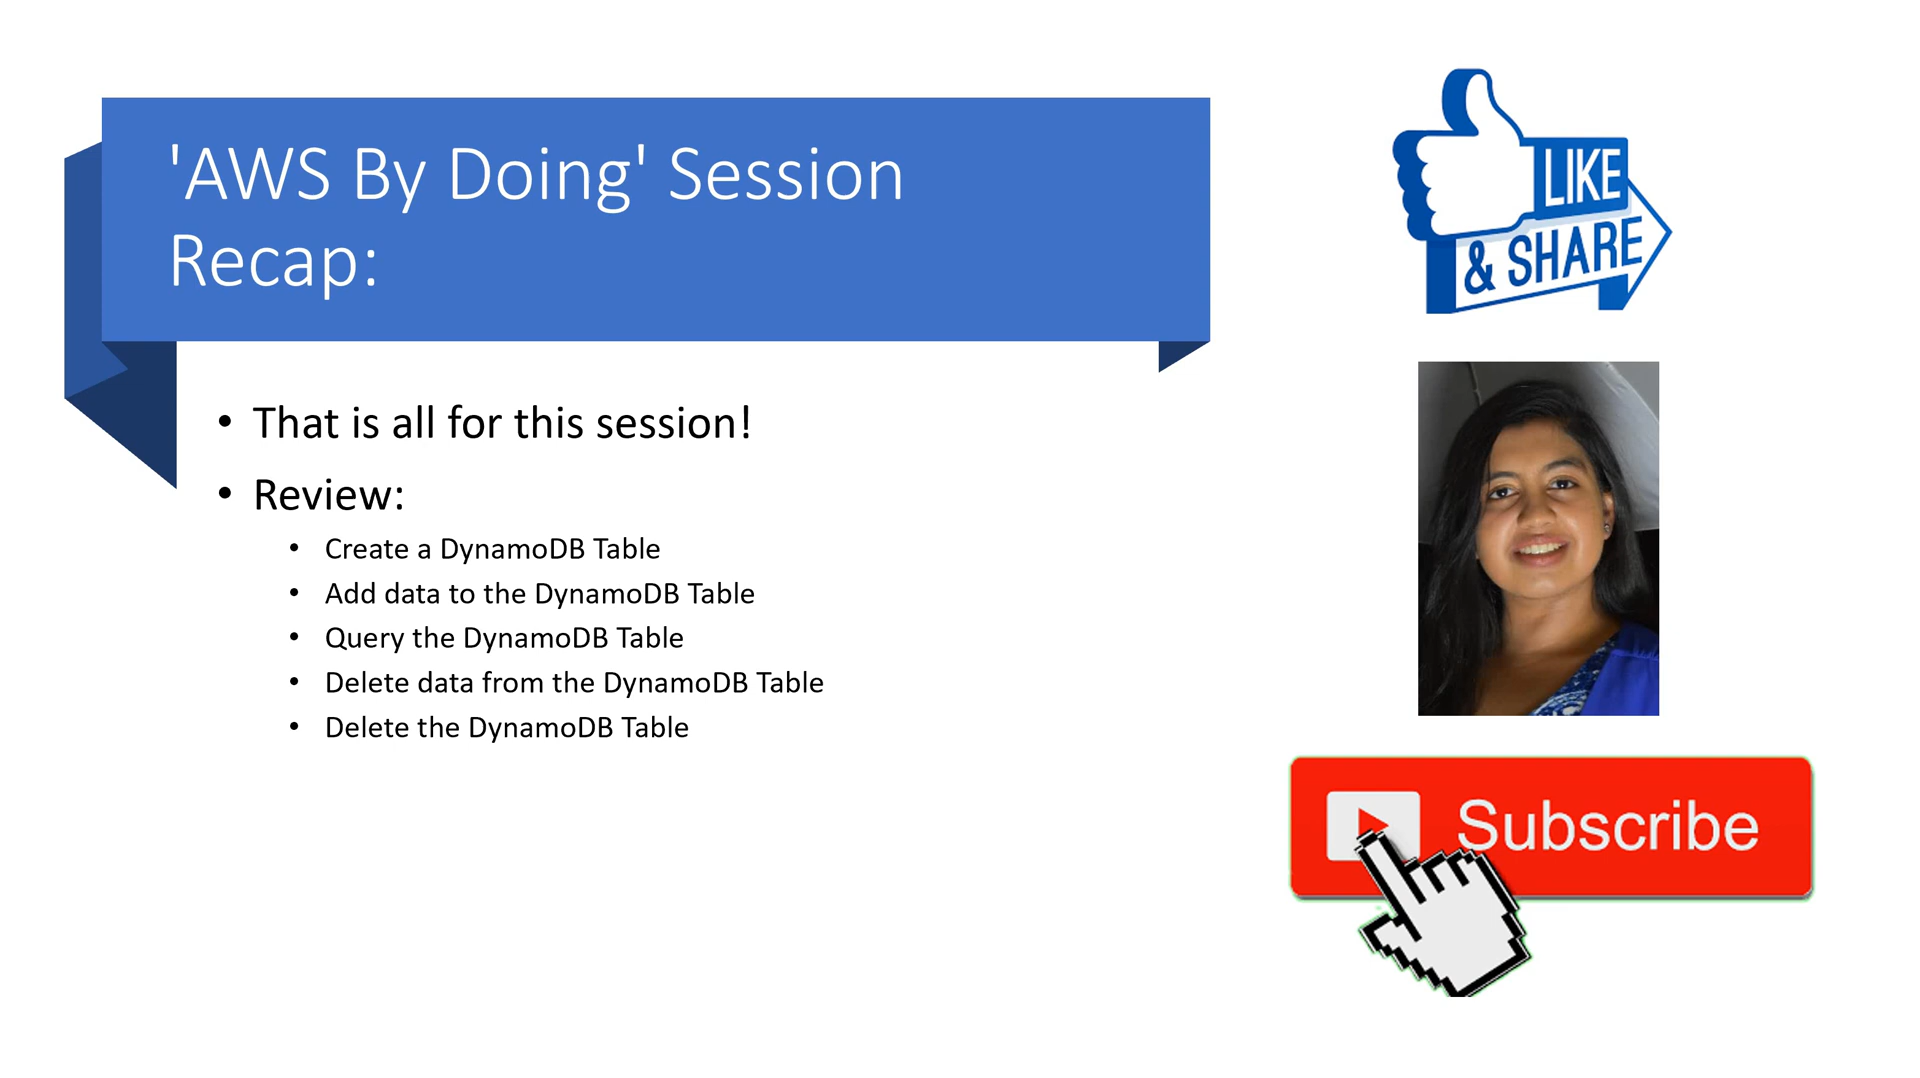 'AWS By Doing' Session
Recap:
• That is all for this session!
• Review:
• Create a DynamoDB Table
• Add data to the DynamoDB Table
• Query the DynamoDB Table
• Delete data from the DynamoDB Table
• Delete the DynamoDB Table
LIKE
& SHARE
Subscribe